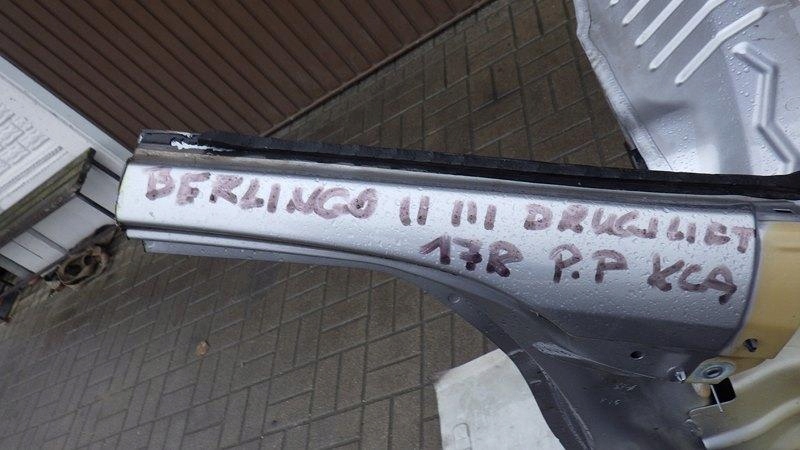 BERLINGO II III DRUGI LIFT
17R P.P KCA